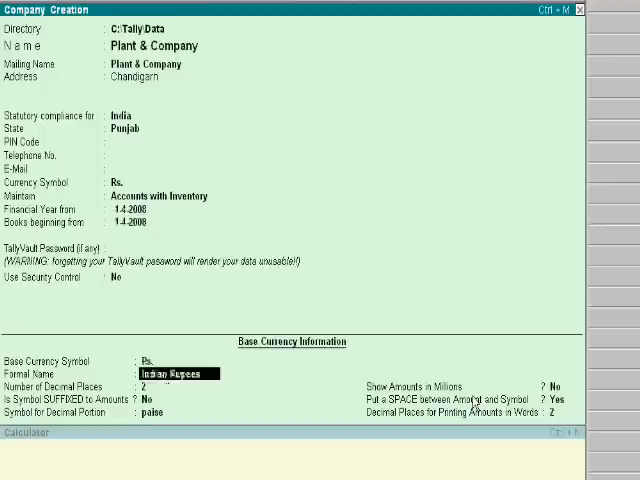 Company Creation Ctrl + M
Directory : C:\Tally\Data
Name : Plant & Company
Mailing Name : Plant & Company
Address : Chandigarh
Statutory compliance for : India
State : Punjab
PIN Code :
Telephone No. :
E-Mail :
Currency Symbol : Rs.
Maintain : Accounts with Inventory
Financial Year from : 1-4-2008
Books beginning from : 1-4-2008
TallyVault Password (if any) :
(WARNING: forgetting your TallyVault password will render your data unusable!!)
Use Security Control : No
Base Currency Information
Base Currency Symbol : Rs.
Formal Name : Indian Rupees
Number of Decimal Places : 2 Show Amounts in Millions ? No
Is Symbol SUFFIXED to Amounts ? No Put a SPACE between Amount and Symbol ? Yes
Symbol for Decimal Portion : paise Decimal Places for Printing Amounts in Words : 2
Calculator Ctrl + N